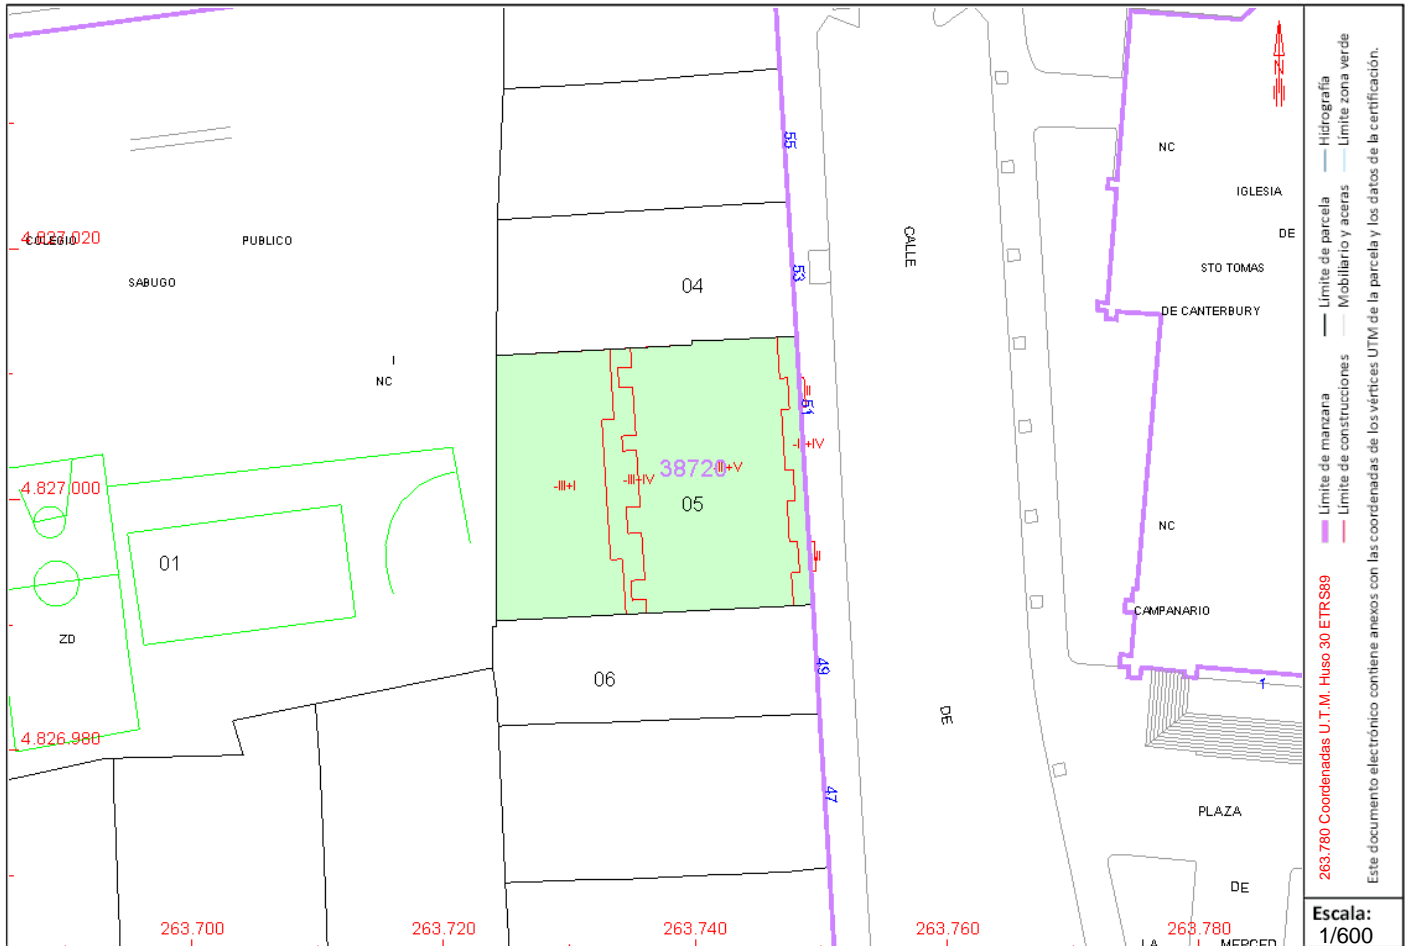 55
NC
IGLESIA
CALLE
DE
4.827.020
COLEGIO
PUBLICO
53
STO TOMAS
SABUGO
04
DE CANTERBURY
I
NC
II
51
-II+IV
38720
-II+V
-III+I
-III+IV
4.827.000
05
NC
II
01
CAMPANARIO
ZD
49
06
1
DE
4.826.980
47
PLAZA
DE
263.700
263.720
263.740
263.760
263.780
LA
MERCED
N
263.780 Coordenadas U.T.M. Huso 30 ETRS89
Límite de manzana
Límite de parcela
Hidrografía
Límite de construcciones
Mobiliario y aceras
Límite zona verde
Este documento electrónico contiene anexos con las coordenadas de los vértices UTM de la parcela y los datos de la certificación.
Escala:
1/600